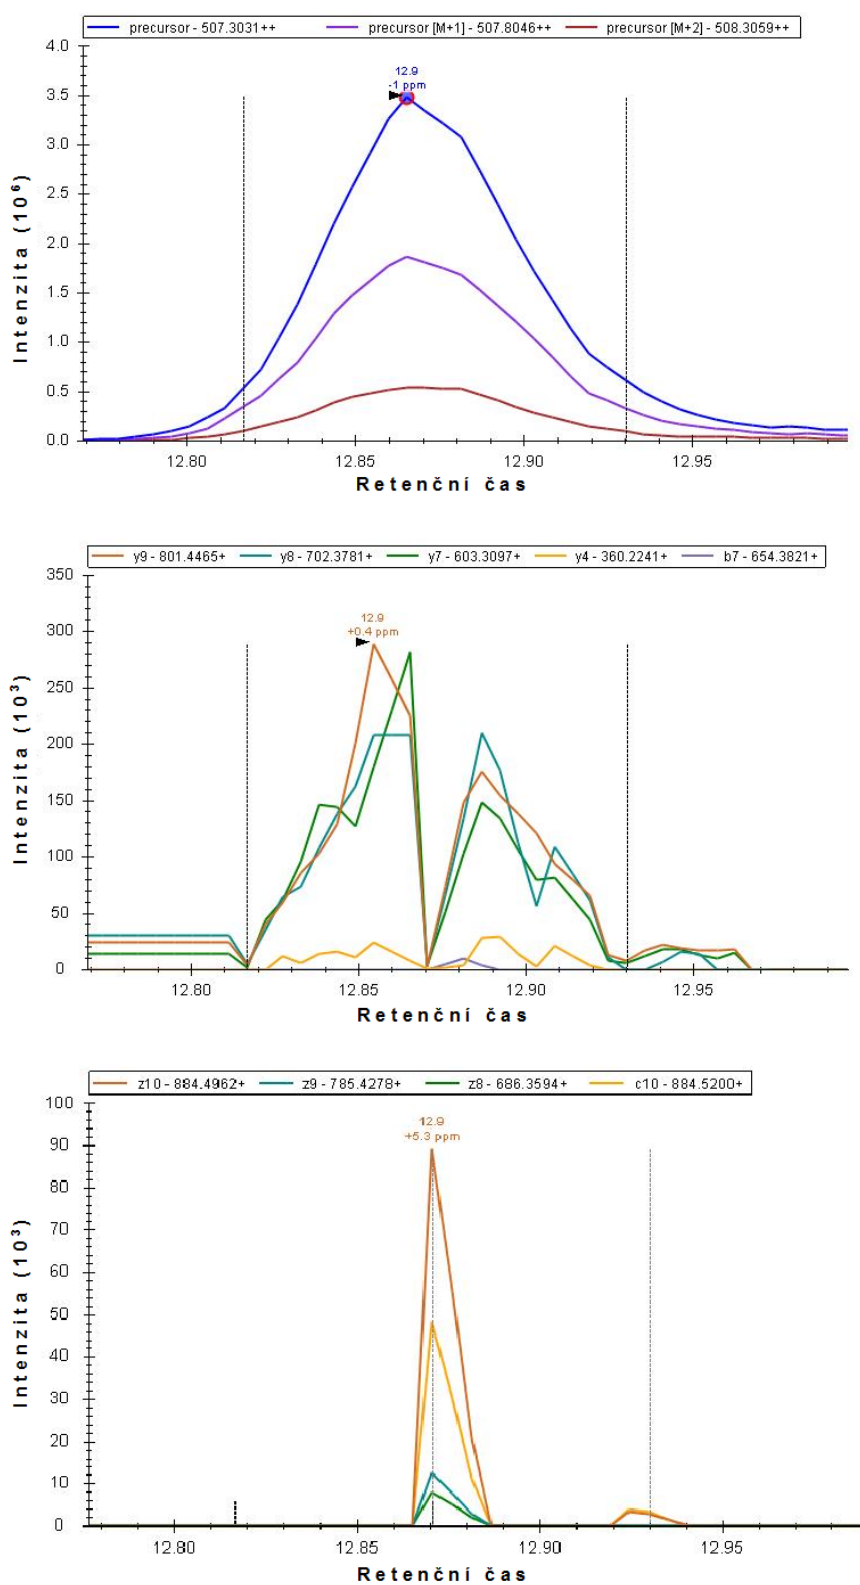 precursor - 507.3031++ precursor [M+1] - 507.8046++ precursor [M+2] - 508.3059++
4.0
12.9
-1 ppm
3.5
3.0
2.5
2.0
1.5
1.0
0.5
0.0
Intenzita (10⁶)
12.80 12.85 12.90 12.95
Retenční čas
y9 - 801.4465+ y8 - 702.3781+ y7 - 603.3097+ y4 - 360.2241+ b7 - 654.3821+
350
12.9
+0.4 ppm
300
250
200
150
100
50
0
Intenzita (10³)
12.80 12.85 12.90 12.95
Retenční čas
z10 - 884.4962+ z9 - 785.4278+ z8 - 686.3594+ c10 - 884.5200+
100
12.9
+5.3 ppm
90
80
70
60
50
40
30
20
10
0
Intenzita (10³)
12.80 12.85 12.90 12.95
Retenční čas